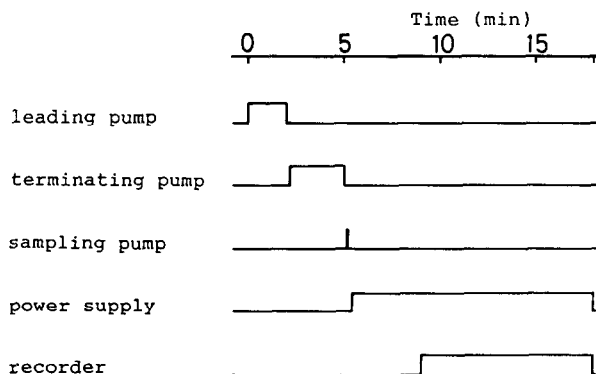 Time (min)
0 5 10 15
leading pump
terminating pump
sampling pump
power supply
recorder